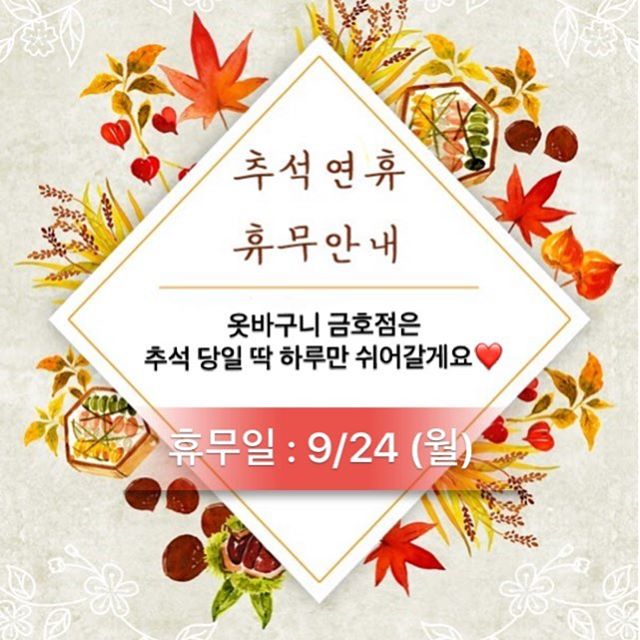 추석연휴
휴무안내
옷바구니 금호점은
추석 당일 딱 하루만 쉬어갈게요❤️
휴무일 : 9/24 (월)